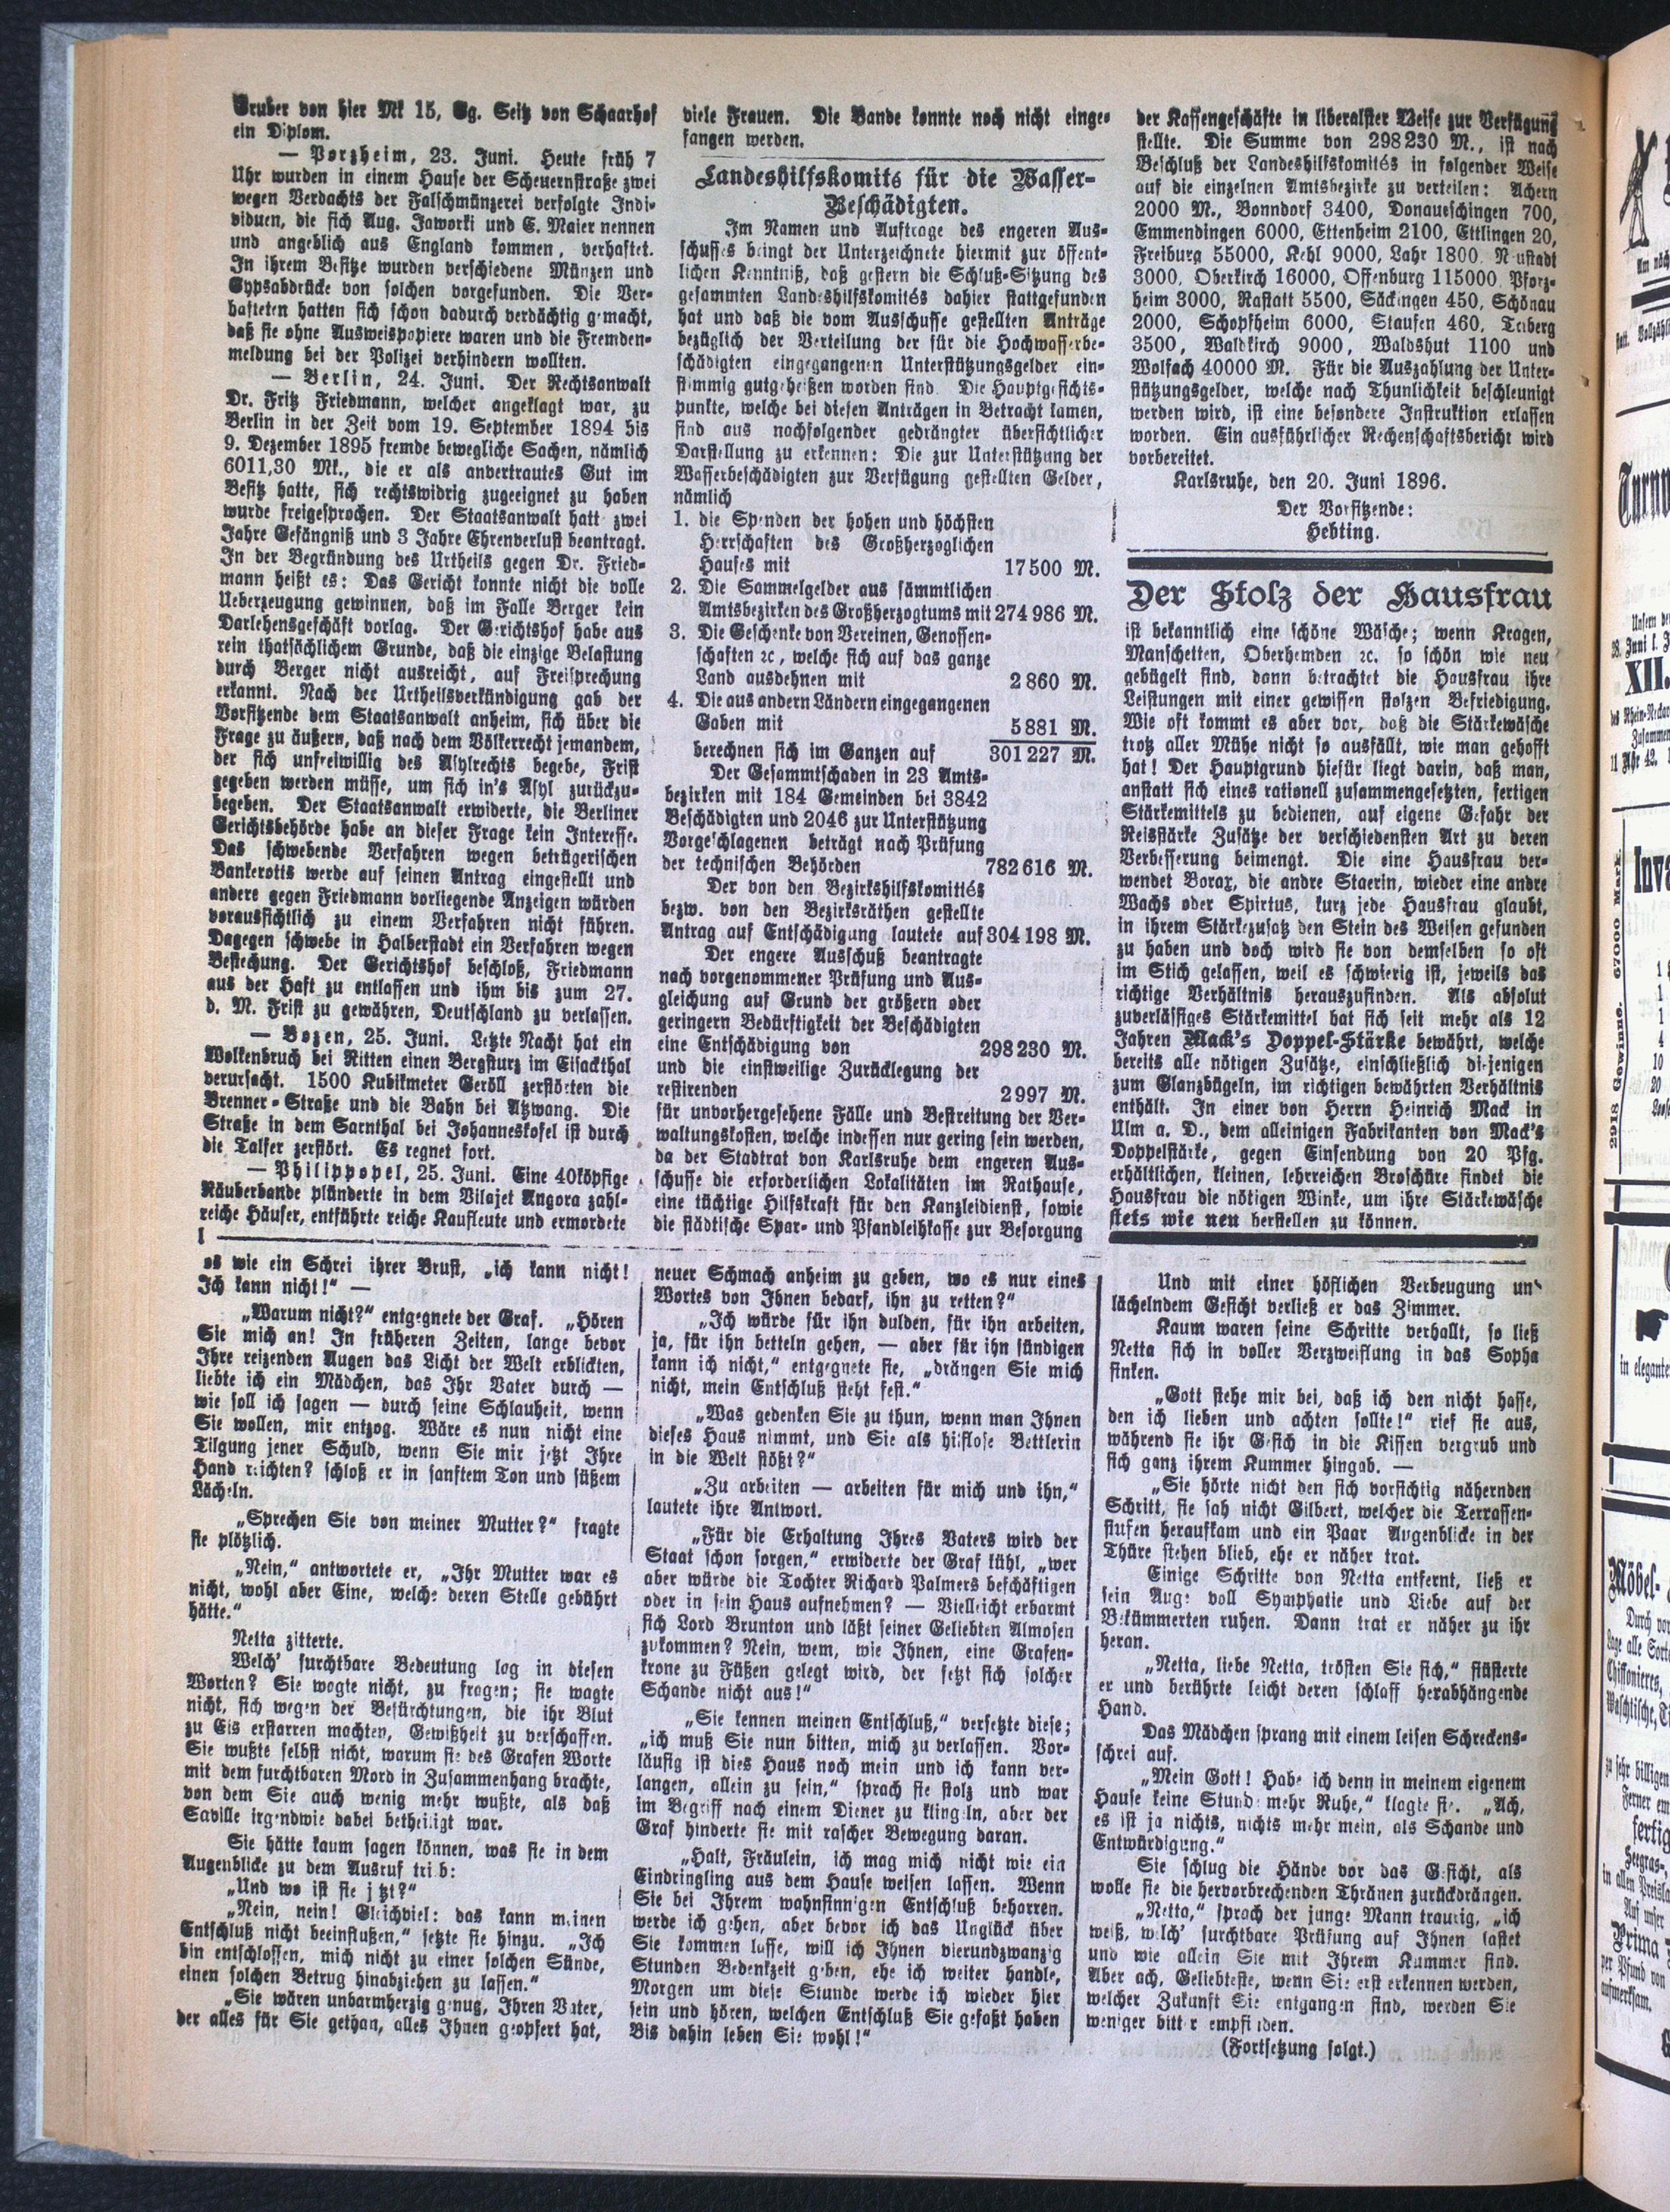 Gruber von hier Mk 15, Gg. Seitz von Schaarhof
ein Diplom.
— Porzheim, 23. Juni. Heute früh 7
Uhr wurden in einem Hause der Scheuernstraße zwei
wegen Verdachts der Falschmünzerei verfolgte Indi-
viduen, die sich Aug. Jaworki und E. Maier nennen
und angeblich aus England kommen, verhaftet.
In ihrem Besitze wurden verschiedene Münzen und
Gypsabdrücke von solchen vorgefunden. Die Ver-
hafteten hatten sich schon dadurch verdächtig gemacht,
daß sie ohne Ausweispapiere waren und die Fremden-
meldung bei der Polizei verhindern wollten.
— Berlin, 24. Juni. Der Rechtsanwalt
Dr. Fritz Friedmann, welcher angeklagt war, zu
Berlin in der Zeit vom 19. September 1894 bis
9. Dezember 1895 fremde bewegliche Sachen, nämlich
6011,30 Mk., die er als anvertrautes Gut im
Besitz hatte, sich rechtswidrig zugeeignet zu haben
wurde freigesprochen. Der Staatsanwalt hatt zwei
Jahre Gefängniß und 3 Jahre Ehrenverlust beantragt.
In der Begründung des Urtheils gegen Dr. Fried-
mann heißt es: Das Gericht konnte nicht die volle
Ueberzeugung gewinnen, daß im Falle Berger kein
Darlehensgeschäft vorlag. Der Gerichtshof habe aus
rein thatsächlichem Grunde, daß die einzige Belastung
durch Berger nicht ausreicht, auf Freisprechung
erkannt. Nach der Urtheilsverkündigung gab der
Vorsitzende dem Staatsanwalt anheim, sich über die
Frage zu äußern, daß nach dem Völkerrecht jemandem,
der sich unfreiwillig des Asylrechts begebe, Frist
gegeben werden müsse, um sich in's Asyl zurückzu-
begeben. Der Staatsanwalt erwiderte, die Berliner
Gerichtsbehörde habe an dieser Frage kein Interesse.
Das schwebende Verfahren wegen betrügerischen
Bankerotts werde auf seinen Antrag eingestellt und
andere gegen Friedmann vorliegende Anzeigen würden
voraussichtlich zu einem Verfahren nicht führen.
Dagegen schwebe in Halberstadt ein Verfahren wegen
Bestechung. Der Gerichtshof beschloß, Friedmann
aus der Haft zu entlassen und ihm bis zum 27.
d. M. Frist zu gewähren, Deutschland zu verlassen.
— Bozen, 25. Juni. Letzte Nacht hat ein
Wolkenbruch bei Ritten einen Bergsturz im Eisackthal
verursacht. 1500 Kubikmeter Geröll zerstörten die
Brenner-Straße und die Bahn bei Atzwang. Die
Straße in dem Sarnthal bei Johanneskofel ist durch
die Talfer zerstört. Es regnet fort.
— Philippopel, 25. Juni. Eine 40köpfige
Räuberbande plünderte in dem Vilajet Angora zahl-
reiche Häuser, entführte reiche Kaufleute und ermordete
viele Frauen. Die Bande konnte noch nicht einge-
fangen werden.
Landeshilfskomite für die Wasser-
Beschädigten.
Im Namen und Auftrage des engeren Aus-
schusses bringt der Unterzeichnete hiermit zur öffent-
lichen Kenntniß, daß gestern die Schluß-Sitzung des
gesammten Landeshilfskomités dahier stattgefunden
hat und daß die vom Ausschusse gestellten Anträge
bezüglich der Verteilung der für die Hochwasserbe-
schädigten eingegangenen Unterstützungsgelder ein-
stimmig gutgeheißen worden sind. Die Hauptgesichts-
punkte, welche bei diesen Anträgen in Betracht kamen,
sind aus nachfolgender gedrängter übersichtlicher
Darstellung zu erkennen: Die zur Unterstützung der
Wasserbeschädigten zur Verfügung gestellten Gelder,
nämlich
1. die Spenden der hohen und höchsten
Herrschaften des Großherzoglichen
Hauses mit 17500 M.
2. Die Sammelgelder aus sämmtlichen
Amtsbezirken des Großherzogtums mit 274 986 M.
3. Die Geschenke von Vereinen, Genossen-
schaften ꝛc, welche sich auf das ganze
Land ausdehnen mit 2 860 M.
4. Die aus andern Ländern eingegangenen
Gaben mit 5 881 M.
berechnen sich im Ganzen auf 301 227 M.
Der Gesammtschaden in 23 Amts-
bezirken mit 184 Gemeinden bei 3842
Beschädigten und 2046 zur Unterstützung
Vorgeschlagenen beträgt nach Prüfung
der technischen Behörden 782 616 M.
Der von den Bezirkshilfskomitiés
bezw. von den Bezirksräthen gestellte
Antrag auf Entschädigung lautete auf 304 198 M.
Der engere Ausschuß beantragte
nach vorgenommener Prüfung und Aus-
gleichung auf Grund der größern oder
geringern Bedürftigkeit der Beschädigten
eine Entschädigung von 298 230 M.
und die einstweilige Zurücklegung der
restirenden 2 997 M.
für unvorhergesehene Fälle und Bestreitung der Ver-
waltungskosten, welche indessen nur gering sein werden,
da der Stadtrat von Karlsruhe dem engeren Aus-
schusse die erforderlichen Lokalitäten im Rathause,
eine tüchtige Hilfskraft für den Kanzleidienst, sowie
die städtische Spar- und Pfandleihkasse zur Besorgung
der Kassengeschäfte in liberalster Weise zur Verfügung
stellte. Die Summe von 298230 M., ist nach
Beschluß der Landeshilfskomités in folgender Weise
auf die einzelnen Amtsbezirke zu verteilen: Achern
2000 M., Bonndorf 3400, Donaueschingen 700,
Emmendingen 6000, Ettenheim 2100, Ettlingen 20,
Freiburg 55000, Kehl 9000, Lahr 1800, N ustadt
3000, Oberkirch 16000, Offenburg 115000, Pforz-
heim 3000, Rastatt 5500, Säckingen 450, Schönau
2000, Schopfheim 6000, Staufen 460, Triberg
3500, Waldkirch 9000, Waldshut 1100 und
Wolfach 40000 M. Für die Auszahlung der Unter-
stützungsgelder, welche nach Thunlichkeit beschleunigt
werden wird, ist eine besondere Instruktion erlassen
worden. Ein ausführlicher Rechenschaftsbericht wird
vorbereitet.
Karlsruhe, den 20. Juni 1896.
Der Vorsitzende:
Hebting.
Der Stolz der Hausfrau
ist bekanntlich eine schöne Wäsche; wenn Kragen,
Manschetten, Oberhemden ꝛc. so schön wie neu
gebügelt sind, dann betrachtet die Hausfrau ihre
Leistungen mit einer gewissen stolzen Befriedigung.
Wie oft kommt es aber vor, daß die Stärkewäsche
trotz aller Mühe nicht so ausfällt, wie man gehofft
hat! Der Hauptgrund hiefür liegt darin, daß man,
anstatt sich eines rationell zusammengesetzten, fertigen
Stärkemittels zu bedienen, auf eigene Gefahr der
Reisstärke Zusätze der verschiedensten Art zu deren
Verbesserung beimengt. Die eine Hausfrau ver-
wendet Borax, die andre Staerin, wieder eine andre
Wachs oder Spirtus, kurz jede Hausfrau glaubt,
in ihrem Stärkezusatz den Stein des Weisen gefunden
zu haben und doch wird sie von demselben so oft
im Stich gelassen, weil es schwierig ist, jeweils das
richtige Verhältnis herauszufinden. Als absolut
zuverlässiges Stärkemittel hat sich seit mehr als 12
Jahren Mack's Doppel-Stärke bewährt, welche
bereits alle nötigen Zusätze, einschließlich diejenigen
zum Glanzbügeln, im richtigen bewährten Verhältnis
enthält. In einer von Herrn Heinrich Mack in
Ulm a. D., dem alleinigen Fabrikanten von Mack's
Doppelstärke, gegen Einsendung von 20 Pfg.
erhältlichen, kleinen, lehrreichen Broschüre findet die
Hausfrau die nötigen Winke, um ihre Stärkewäsche
stets wie neu herstellen zu können.
es wie ein Schrei ihrer Brust, „ich kann nicht!
Ich kann nicht!“ —
„Warum nicht?“ entgegnete der Graf. „Hören
Sie mich an! In früheren Zeiten, lange bevor
Ihre reizenden Augen das Licht der Welt erblickten,
liebte ich ein Mädchen, das Ihr Vater durch —
wie soll ich sagen — durch seine Schlauheit, wenn
Sie wollen, mir entzog. Wäre es nun nicht eine
Tilgung jener Schuld, wenn Sie mir jetzt Ihre
Hand reichten? schloß er in sanftem Ton und süßem
Lächeln.
„Sprechen Sie von meiner Mutter?“ fragte
sie plötzlich.
„Nein,“ antwortete er, „Ihr Mutter war es
nicht, wohl aber Eine, welche deren Stelle gebührt
hätte.“
Netta zitterte.
Welch' furchtbare Bedeutung log in diesen
Worten? Sie wagte nicht, zu fragen; sie wagte
nicht, sich wegen der Befürchtungen, die ihr Blut
zu Eis erstarren machten, Gewißheit zu verschaffen.
Sie wußte selbst nicht, warum sie des Grafen Worte
mit dem furchtbaren Mord in Zusammenhang brachte,
von dem Sie auch wenig mehr wußte, als daß
Saville irgendwie dabei betheiligt war.
Sie hätte kaum sagen können, was sie in dem
Augenblicke zu dem Ausruf tri b:
„Und wo ist sie j tzt?“
„Nein, nein! Gleichviel: das kann meinen
Entschluß nicht beeinflußen,“ setzte sie hinzu. „Ich
bin entschlossen, mich nicht zu einer solchen Sünde,
einen solchen Betrug hinabziehen zu lassen.“
„Sie wären unbarmherzig genug, Ihren Vater,
der alles für Sie gethan, alles Ihnen geopfert hat,
neuer Schmach anheim zu geben, wo es nur eines
Wortes von Ihnen bedarf, ihn zu retten?“
„Ich würde für ihn dulden, für ihn arbeiten,
ja, für ihn betteln gehen, — aber für ihn sündigen
kann ich nicht,“ entgegnete sie, „drängen Sie mich
nicht, mein Entschluß steht fest.“
„Was gedenken Sie zu thun, wenn man Ihnen
dieses Haus nimmt, und Sie als hilflose Bettlerin
in die Welt stößt?“
„Zu arbeiten — arbeiten für mich und ihn,“
lautete ihre Antwort.
„Für die Erhaltung Ihres Vaters wird der
Staat schon sorgen,“ erwiderte der Graf kühl, „wer
aber würde die Tochter Richard Palmers beschäftigen
oder in sein Haus aufnehmen? — Vielleicht erbarmt
sich Lord Brunton und läßt seiner Geliebten Almosen
zukommen? Nein, wem, wie Ihnen, eine Grafen-
krone zu Füßen gelegt wird, der setzt sich solcher
Schande nicht aus!“
„Sie kennen meinen Entschluß,“ versetzte diese;
„ich muß Sie nun bitten, mich zu verlassen. Vor-
läufig ist dies Haus noch mein und ich kann ver-
langen, allein zu sein,“ sprach sie stolz und war
im Begriff nach einem Diener zu klingeln, aber der
Graf hinderte sie mit rascher Bewegung daran.
„Halt, Fräulein, ich mag mich nicht wie ein
Eindringling aus dem Hause weisen lassen. Wenn
Sie bei Ihrem wahnsinnigen Entschluß beharren.
werde ich gehen, aber bevor ich das Unglück über
Sie kommen lasse, will ich Ihnen vierundzwanzig
Stunden Bedenkzeit geben, ehe ich weiter handle,
Morgen um diese Stunde werde ich wieder hier
sein und hören, welchen Entschluß Sie gefaßt haben
Bis dahin leben Sie wohl!“
Und mit einer höflichen Verbeugung un
lächelndem Gesicht verließ er das Zimmer.
Kaum waren seine Schritte verhallt, so ließ
Netta sich in voller Verzweiflung in das Sopha
sinken.
„Gott stehe mir bei, daß ich den nicht hasse,
den ich lieben und achten sollte!“ rief sie aus,
während sie ihr Gesich in die Kissen vergrub und
sich ganz ihrem Kummer hingab. —
„Sie hörte nicht den sich vorsichtig nähernden
Schritt, sie sah nicht Gilbert, welcher die Terrassen-
stufen heraufkam und ein Paar Augenblicke in der
Thüre stehen blieb, ehe er näher trat.
Einige Schritte von Netta entfernt, ließ er
sein Auge voll Symphatie und Liebe auf der
Bekümmerten ruhen. Dann trat er näher zu ihr
heran.
„Netta, liebe Netta, trösten Sie sich,“ flüsterte
er und berührte leicht deren schlaff herabhängende
Hand.
Das Mädchen sprang mit einem leisen Schreckens-
schrei auf.
„Mein Gott! Habe ich denn in meinem eigenem
Hause keine Stunde mehr Ruhe,“ klagte sie. „Ach,
es ist ja nichts, nichts mehr mein, als Schande und
Entwürdigung.“
Sie schlug die Hände vor das Gesicht, als
wolle sie die hervorbrechenden Thränen zurückdrängen.
„Netta,“ sprach der junge Mann traurig, „ich
weiß, welch' furchtbare Prüfung auf Ihnen lastet
und wie allein Sie mit Ihrem Kummer sind.
Aber ach, Geliebteste, wenn Sie erst erkennen werden,
welcher Zukunft Sie entgangen sind, werden Sie
weniger bitt r empfinden.
(Fortsetzung folgt.)
2918 Gewinne. 67000 Mark.
XII.
Inva
Möbel-
Prima